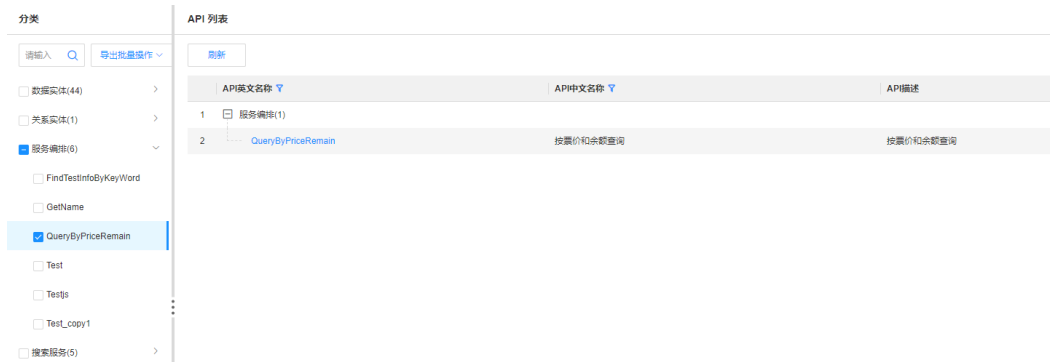 分类
请输入
导出批量操作
数据实体(44)
关系实体(1)
服务编排(6)
FindTestInfoByKeyWord
GetName
QueryByPriceRemain
Test
Testjs
Test_copy1
搜索服务(5)
API 列表
刷新
API英文名称 API中文名称 API描述
1 服务编排(1)
2 QueryByPriceRemain 按票价和余额查询 按票价和余额查询